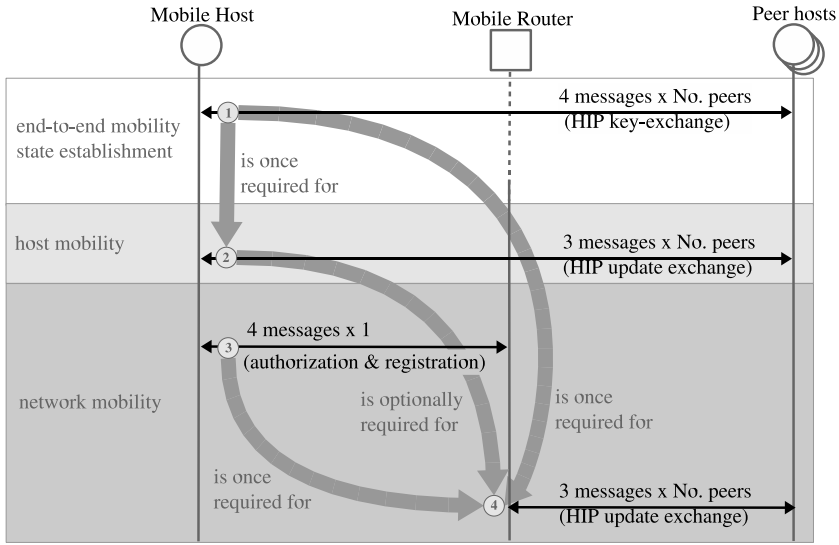 Mobile Host
Mobile Router
Peer hosts
1
4 messages x No. peers
(HIP key-exchange)
end-to-end mobility
state establishment
is once
required for
host mobility
2
3 messages x No. peers
(HIP update exchange)
3
4 messages x 1
(authorization & registration)
network mobility
is optionally
required for
is once
required for
is once
required for
4
3 messages x No. peers
(HIP update exchange)